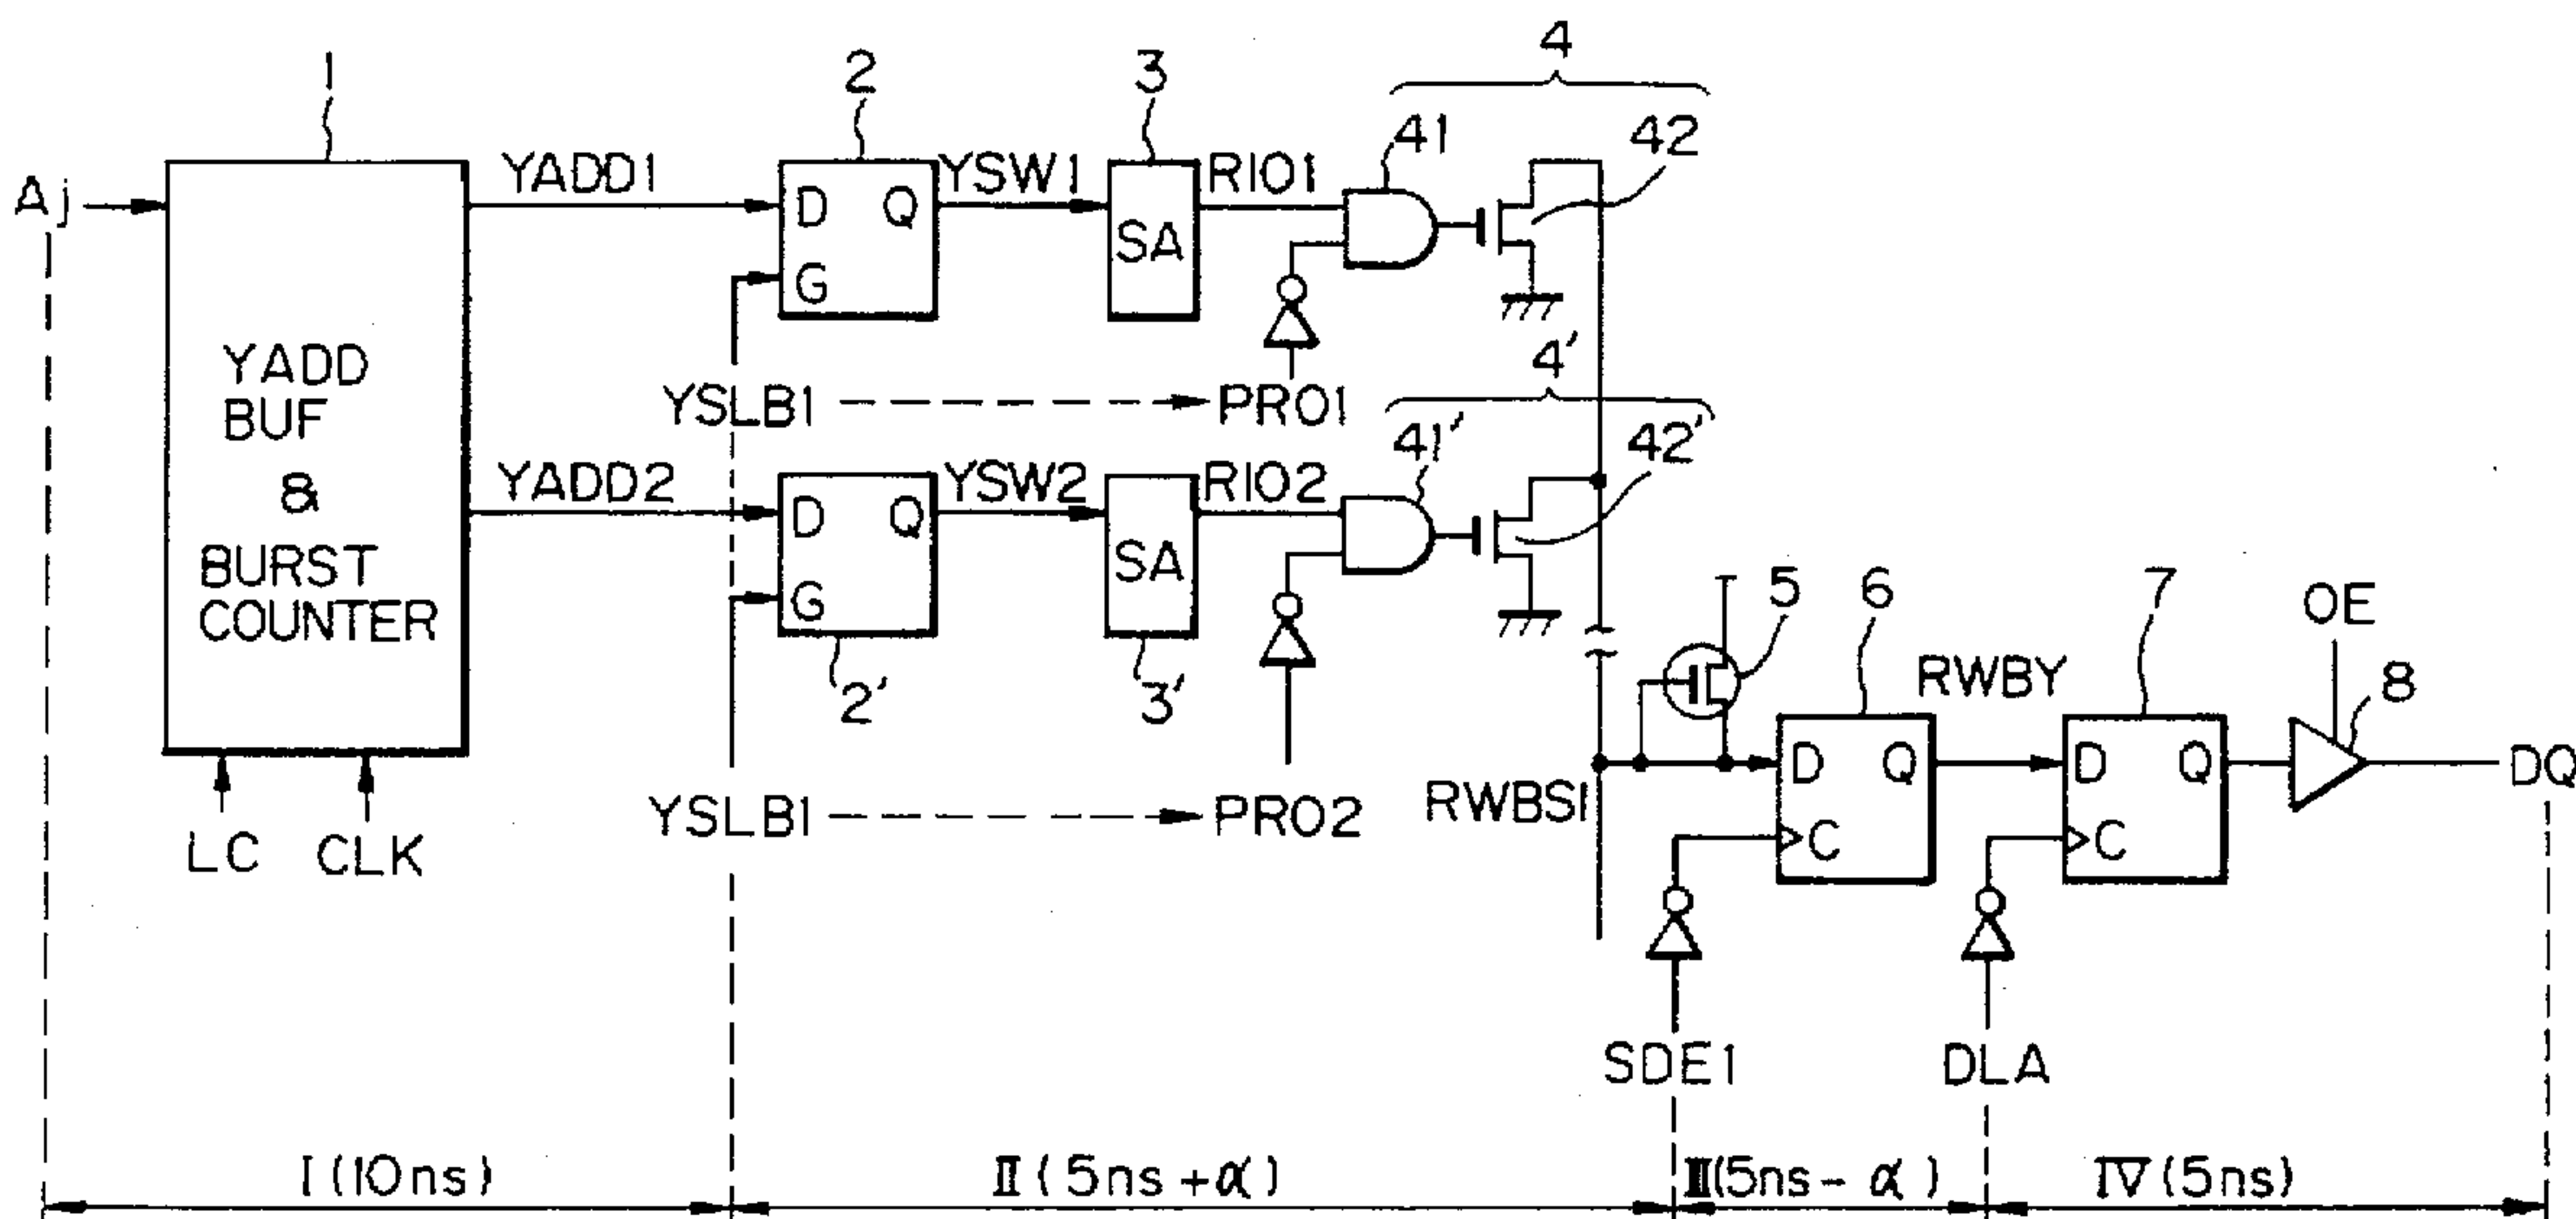 4
1
2
3
41
42
Aj
YADD1
D Q
G
YSW1
SA
RIO1
YADD
BUF
&
BURST
COUNTER
YSLB1
PRO1
4'
41'
42'
YADD2
D Q
G
YSW2
SA
RIO2
2'
3'
5
6
7
OE
8
RWBY
LC
CLK
YSLB1
PRO2
RWBS1
D Q
C
D Q
C
DQ
SDE1
DLA
I (10ns)
II (5ns +α)
III (5ns - α)
IV (5ns)